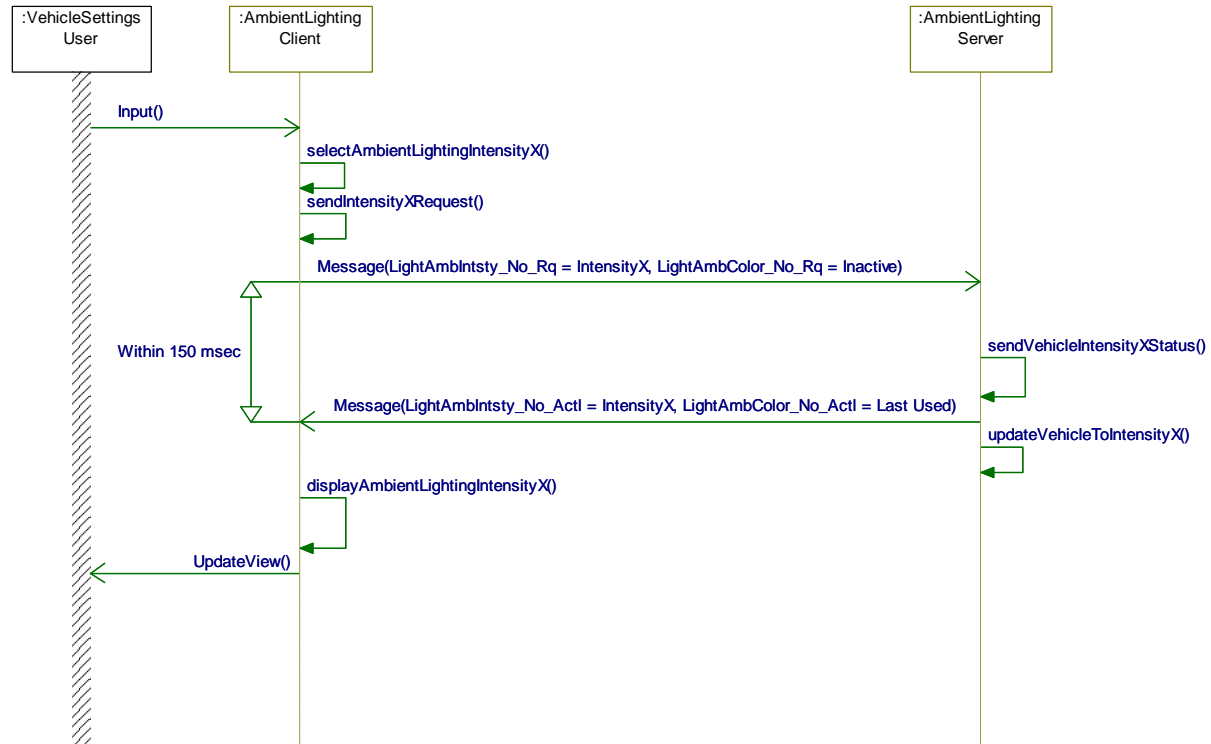 :VehicleSettings
User
:AmbientLighting
Client
:AmbientLighting
Server
Input()
selectAmbientLightingIntensityX()
sendIntensityXRequest()
Message(LightAmbIntsty_No_Rq = IntensityX, LightAmbColor_No_Rq = Inactive)
Within 150 msec
sendVehicleIntensityXStatus()
Message(LightAmbIntsty_No_Actl = IntensityX, LightAmbColor_No_Actl = Last Used)
updateVehicleToIntensityX()
displayAmbientLightingIntensityX()
UpdateView()